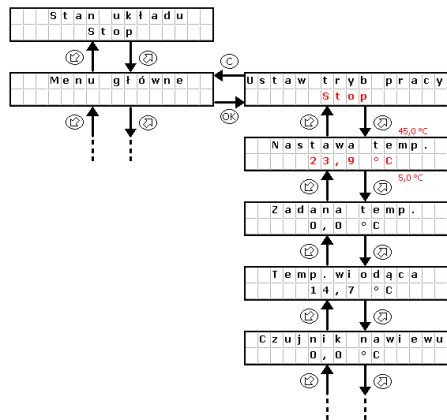 Stan układu
Stop
Menu główne
C
OK
Ustaw tryb pracy
Stop
45,0 °C
Nastawa temp.
23,9 °C
5,0 °C
Zadana temp.
0,0 °C
Temp.wiodąca
14,7 °C
Czujnik nawiewu
0,0 °C